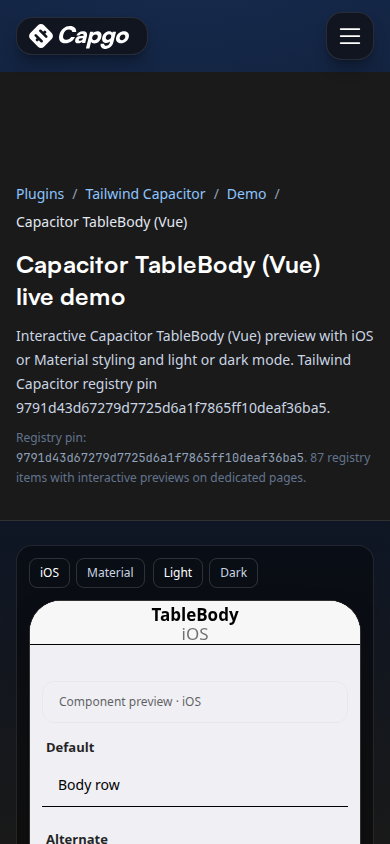 Capgo
Plugins / Tailwind Capacitor / Demo /
Capacitor TableBody (Vue)
Capacitor TableBody (Vue)
live demo
Interactive Capacitor TableBody (Vue) preview with iOS
or Material styling and light or dark mode. Tailwind
Capacitor registry pin
9791d43d67279d7725d6a1f7865ff10deaf36ba5.
Registry pin:
9791d43d67279d7725d6a1f7865ff10deaf36ba5. 87 registry
items with interactive previews on dedicated pages.
iOS Material Light Dark
TableBody
iOS
Component preview · iOS
Default
Body row
Alternate